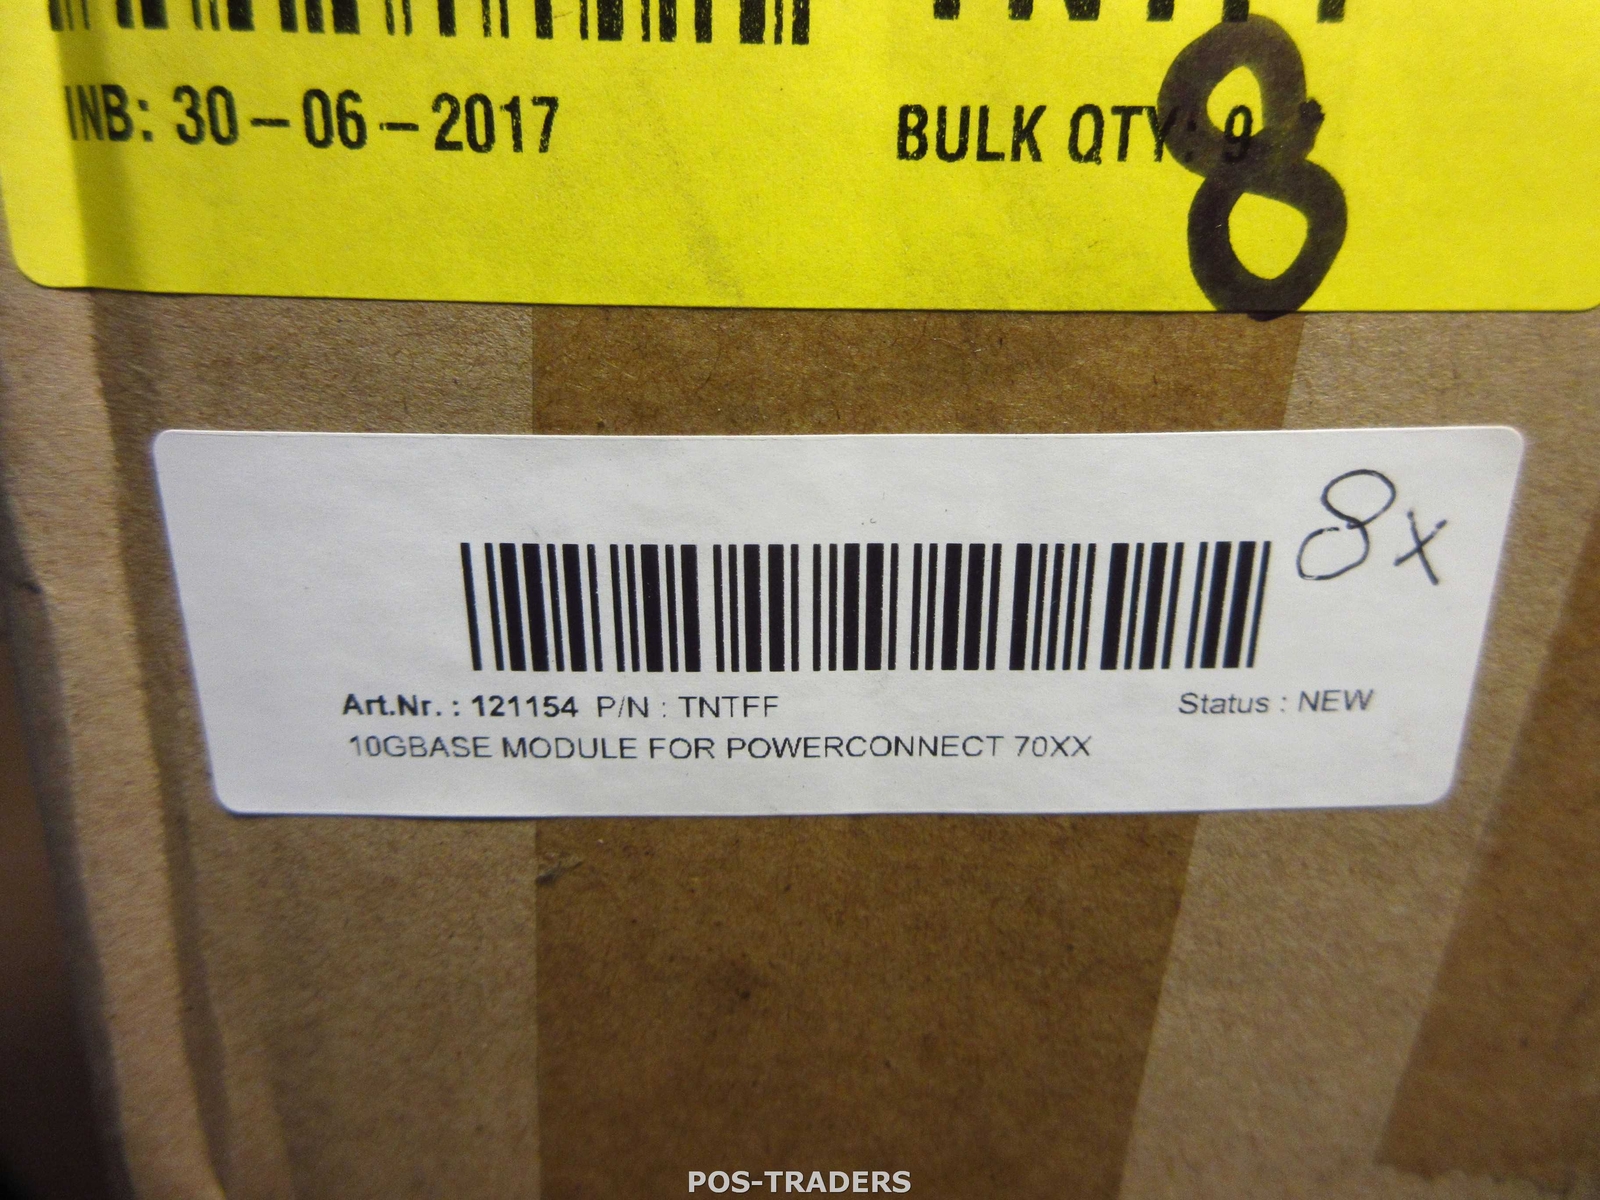 TNTFF
INB: 30-06-2017 BULK QTY: 9
8
8x
Art.Nr. : 121154 P/N : TNTFF Status : NEW
10GBASE MODULE FOR POWERCONNECT 70XX
POS-TRADERS